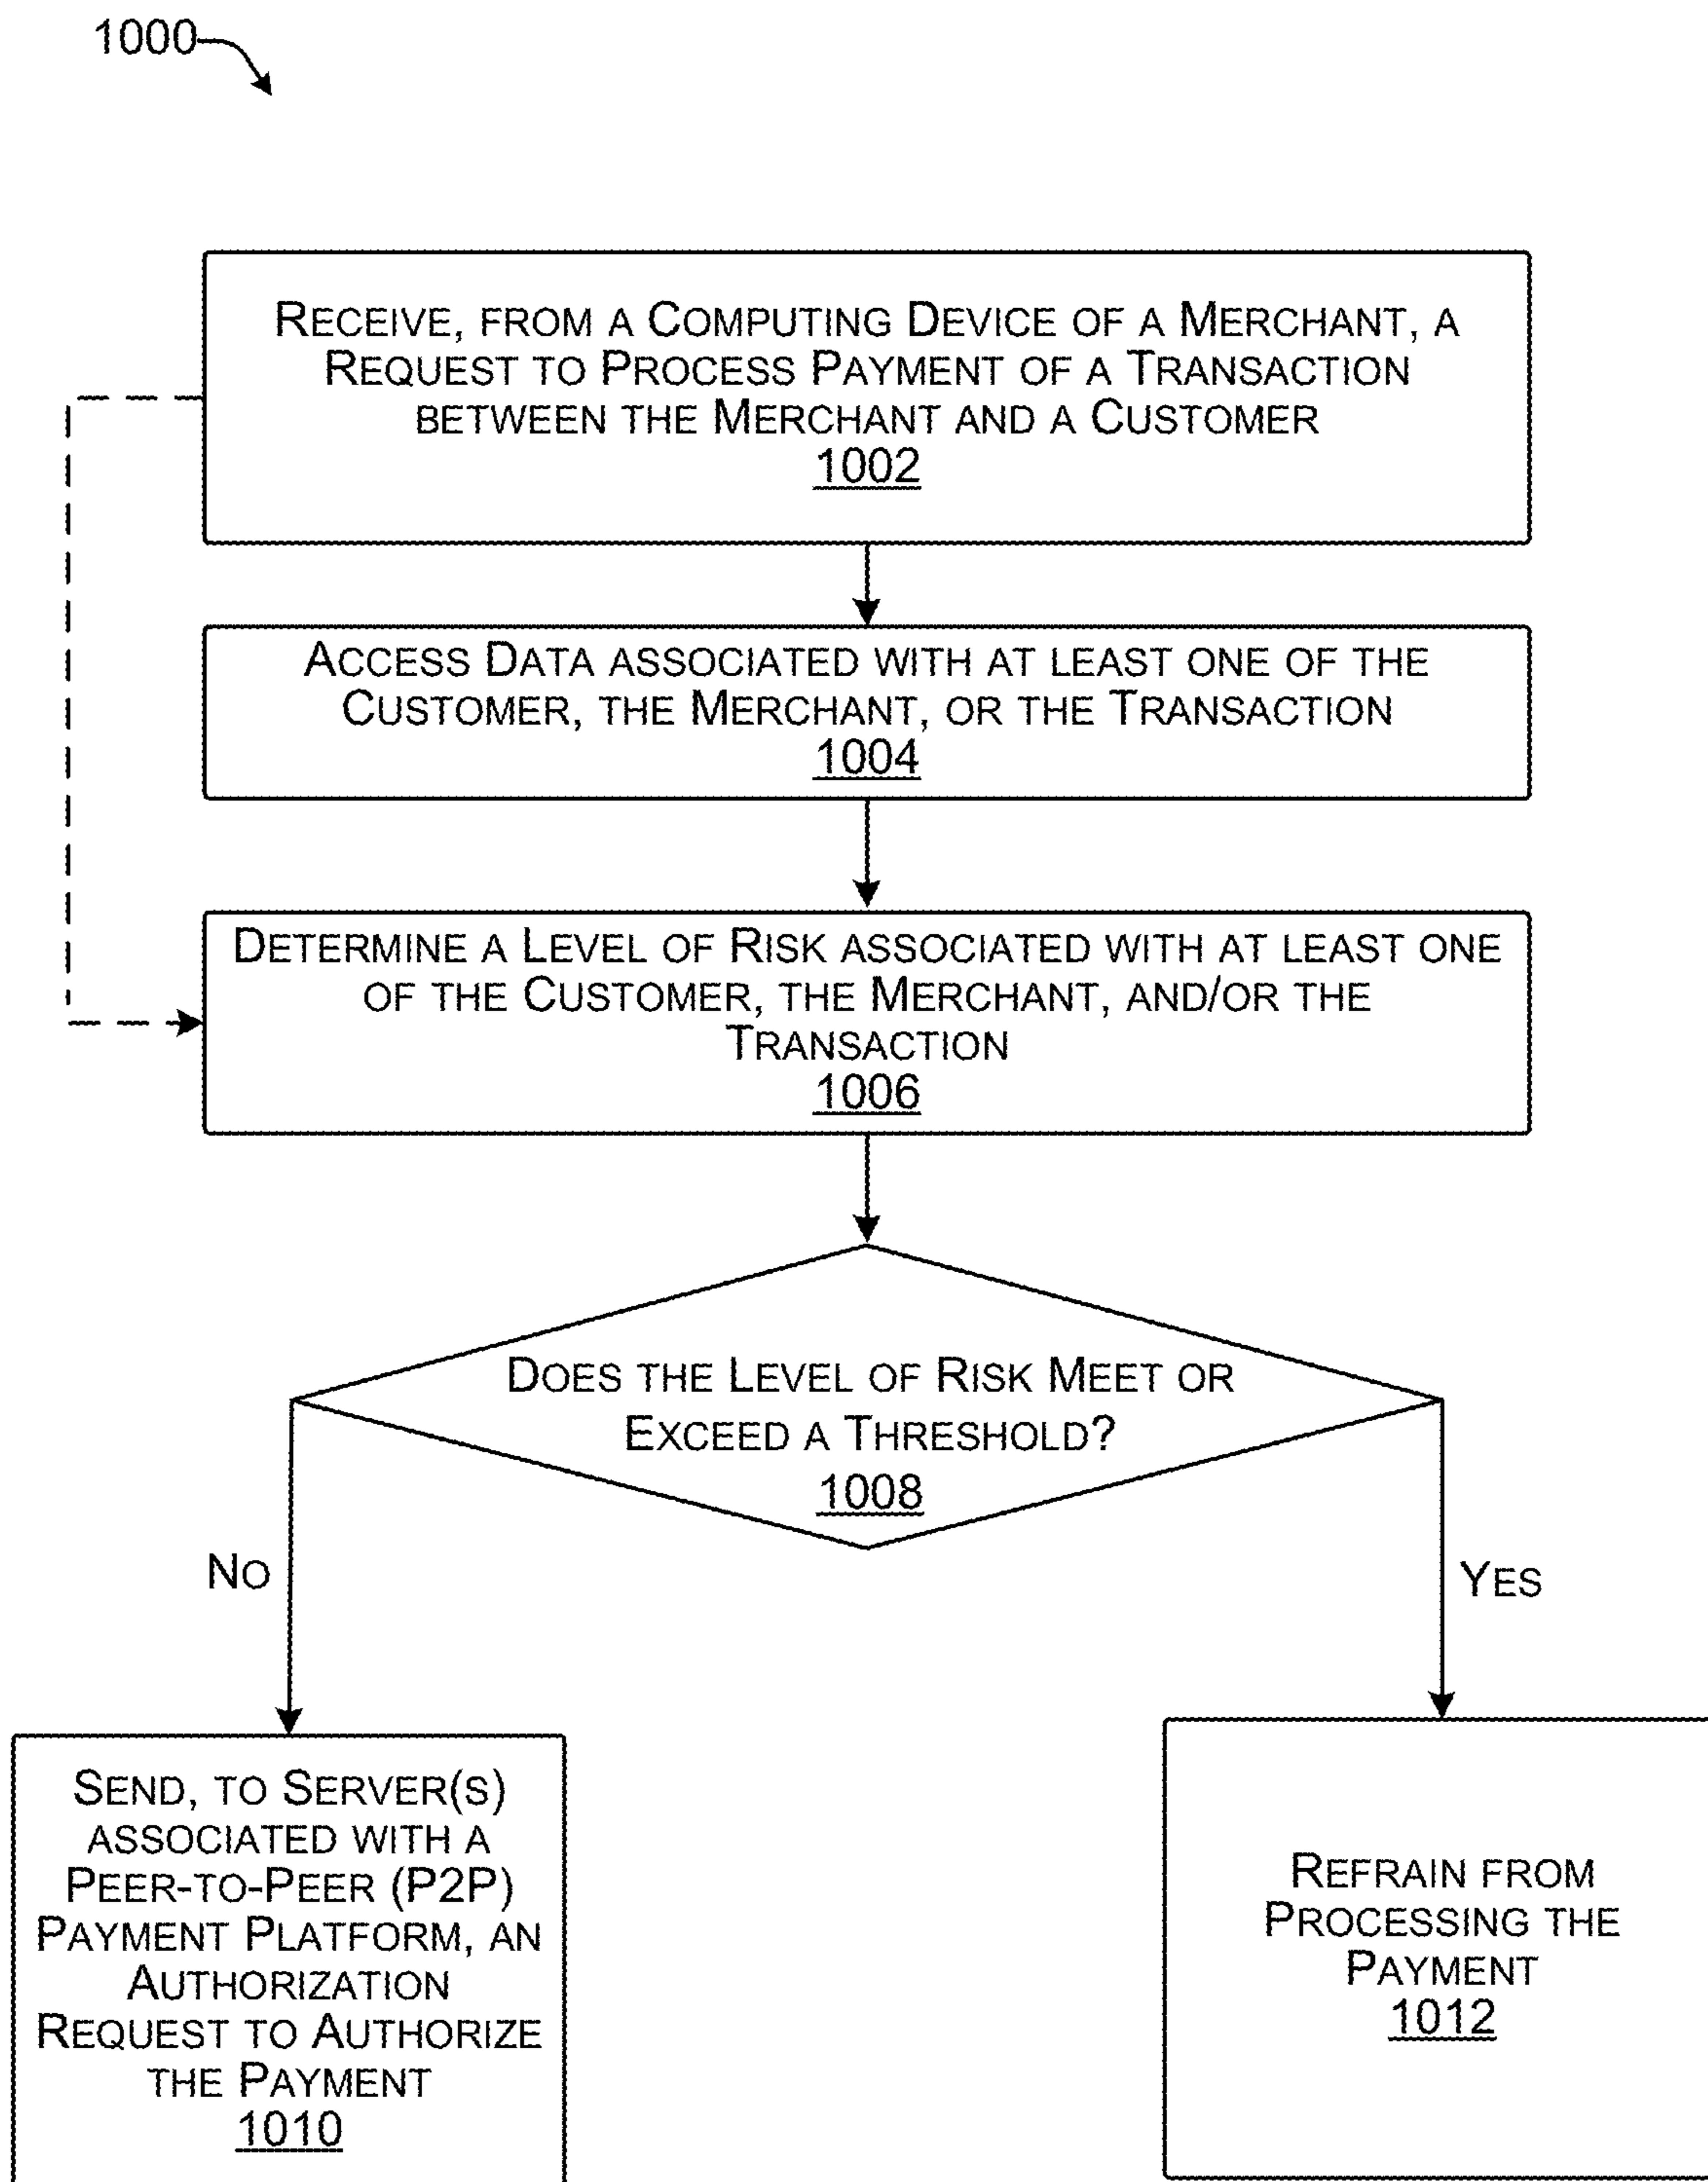 1000
RECEIVE, FROM A COMPUTING DEVICE OF A MERCHANT, A
REQUEST TO PROCESS PAYMENT OF A TRANSACTION
BETWEEN THE MERCHANT AND A CUSTOMER
1002
ACCESS DATA ASSOCIATED WITH AT LEAST ONE OF THE
CUSTOMER, THE MERCHANT, OR THE TRANSACTION
1004
DETERMINE A LEVEL OF RISK ASSOCIATED WITH AT LEAST ONE
OF THE CUSTOMER, THE MERCHANT, AND/OR THE
TRANSACTION
1006
DOES THE LEVEL OF RISK MEET OR
EXCEED A THRESHOLD?
1008
NO
YES
SEND, TO SERVER(S)
ASSOCIATED WITH A
PEER-TO-PEER (P2P)
PAYMENT PLATFORM, AN
AUTHORIZATION
REQUEST TO AUTHORIZE
THE PAYMENT
1010
REFRAIN FROM
PROCESSING THE
PAYMENT
1012